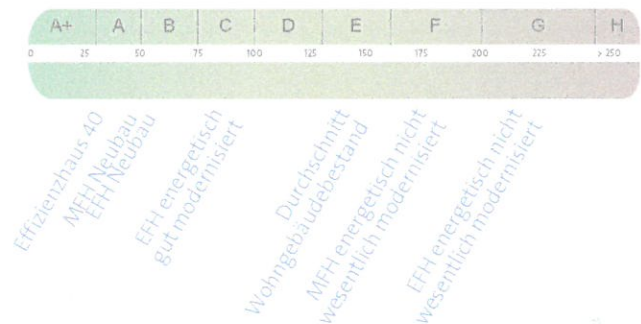 A+ A B C D E F G H
0 25 50 75 100 125 150 175 200 225 > 250
Effizienzhaus 40
MFH Neubau
EFH Neubau
EFH energetisch
gut modernisiert
Durchschnitt
Wohngebäudebestand
MFH energetisch nicht
wesentlich modernisiert
EFH energetisch nicht
wesentlich modernisiert